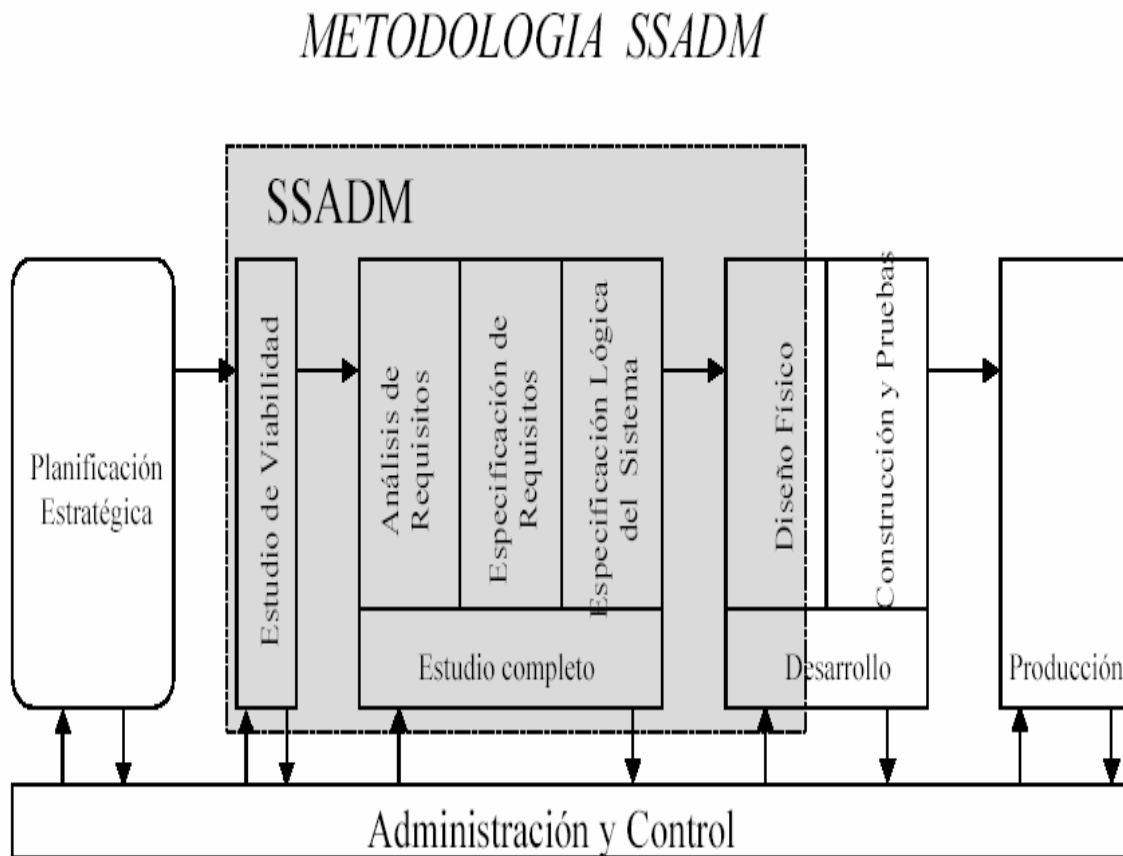 METODOLOGIA SSADM
SSADM
Planificación
Estratégica
Estudio de Viabilidad
Análisis de
Requisitos
Especificación de
Requisitos
Especificación Lógica
del Sistema
Estudio completo
Diseño Físico
Construcción y Pruebas
Desarrollo
Producción
Administración y Control